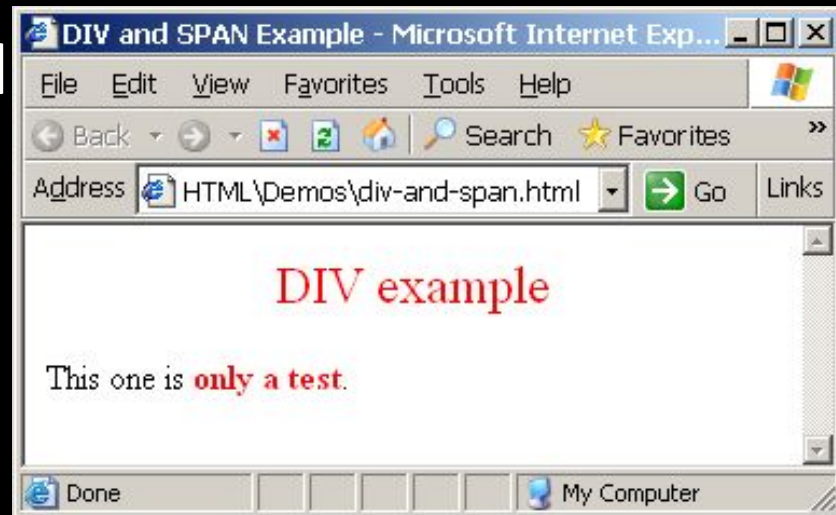 DIV and SPAN Example - Microsoft Internet Exp...
File Edit View Favorites Tools Help
Back Search Favorites »
Address HTML\Demos\div-and-span.html Go Links
DIV example
This one is only a test.
Done My Computer